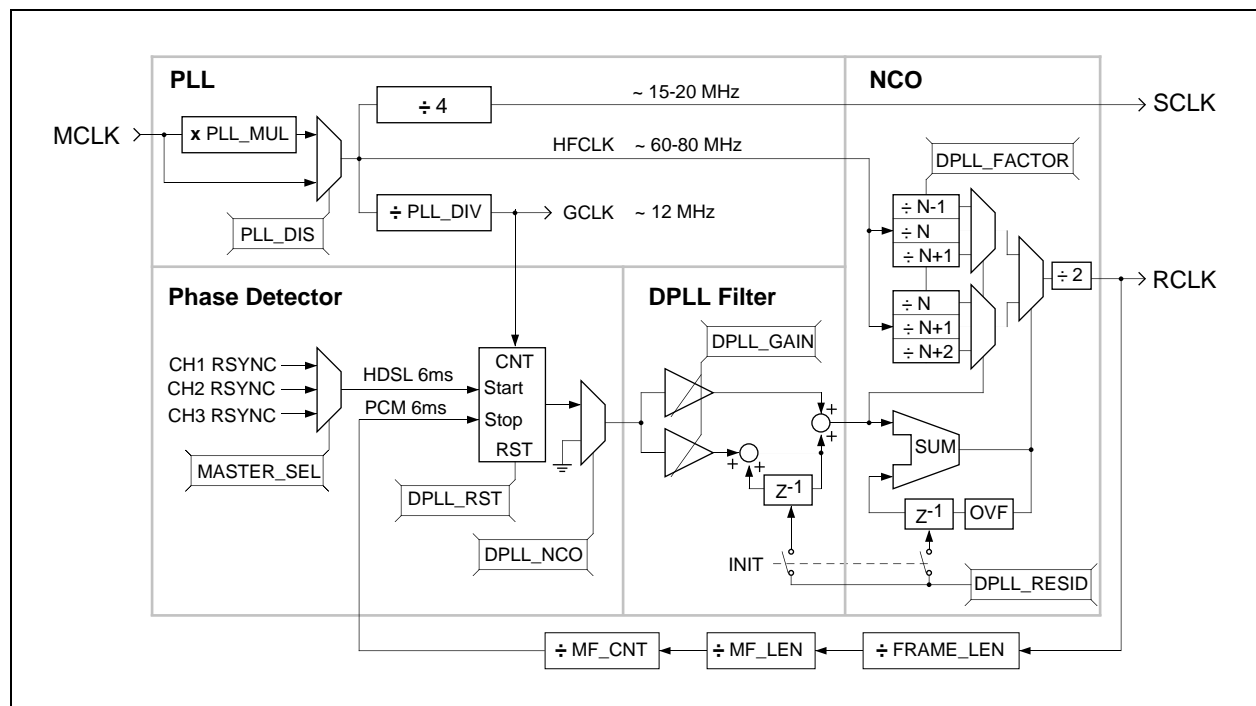 PLL
NCO
÷ 4
~ 15-20 MHz
SCLK
MCLK
x PLL_MUL
HFCLK ~ 60-80 MHz
DPLL_FACTOR
÷ PLL_DIV
GCLK ~ 12 MHz
PLL_DIS
÷ N-1
÷ N
÷ N+1
÷ 2
RCLK
÷ N
÷ N+1
÷ N+2
Phase Detector
DPLL Filter
DPLL_GAIN
CH1 RSYNC
CH2 RSYNC
CH3 RSYNC
HDSL 6ms
PCM 6ms
CNT
Start
Stop
RST
MASTER_SEL
DPLL_RST
DPLL_NCO
+
+
+
+
Z-1
SUM
Z-1
OVF
INIT
DPLL_RESID
÷ MF_CNT
÷ MF_LEN
÷ FRAME_LEN